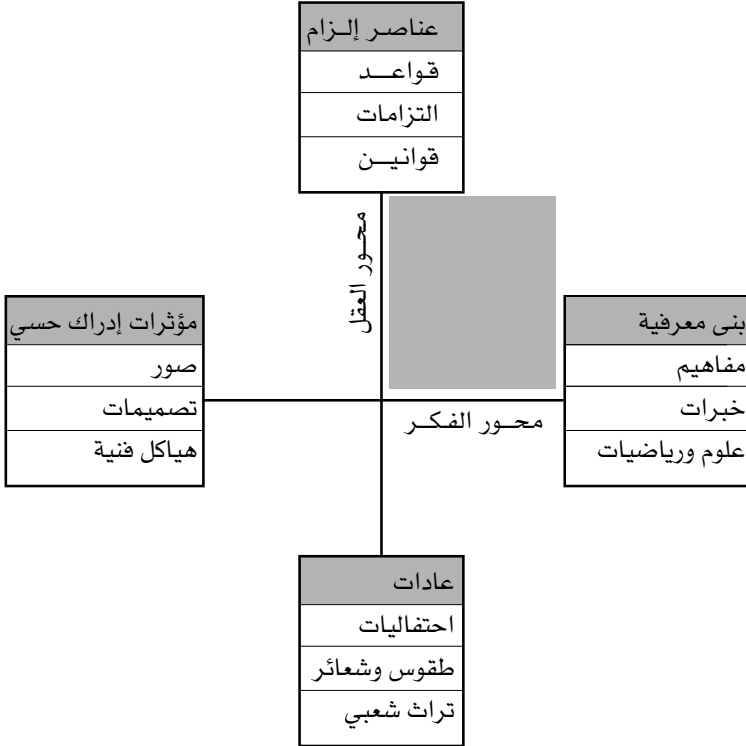 عناصر إلزام
قواعد
التزامات
قوانين
محور العقل
بنى معرفية
مفاهيم
خبرات
علوم ورياضيات
مؤثرات إدراك حسي
صور
تصميمات
هياكل فنية
محور الفكر
عادات
احتفاليات
طقوس وشعائر
تراث شعبي